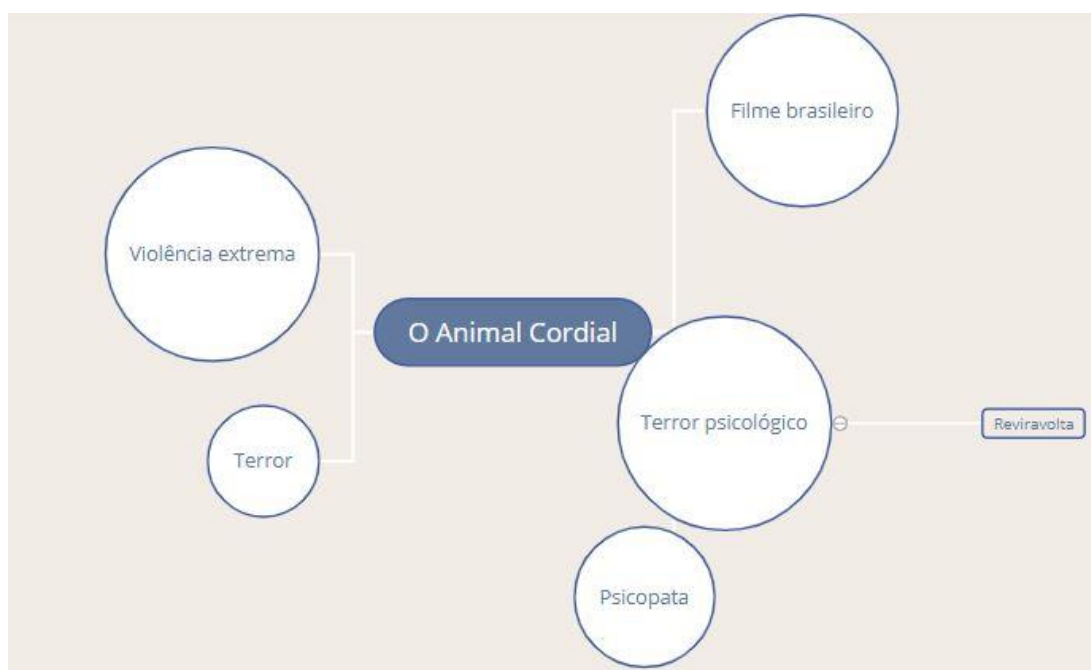 Filme brasileiro
Violência extrema
O Animal Cordial
Terror psicológico
Reviravolta
Terror
Psicopata